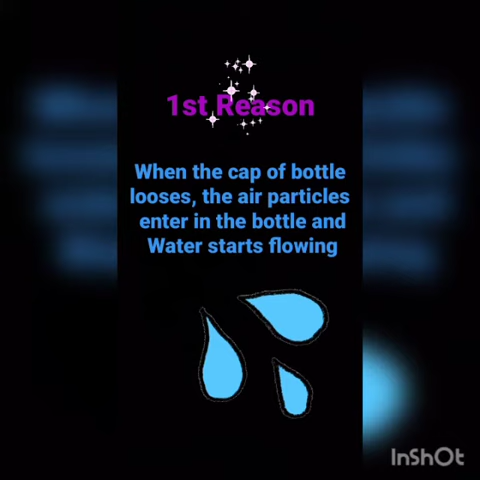 1st Reason
When the cap of bottle
looses, the air particles
enter in the bottle and
Water starts flowing
InShOt